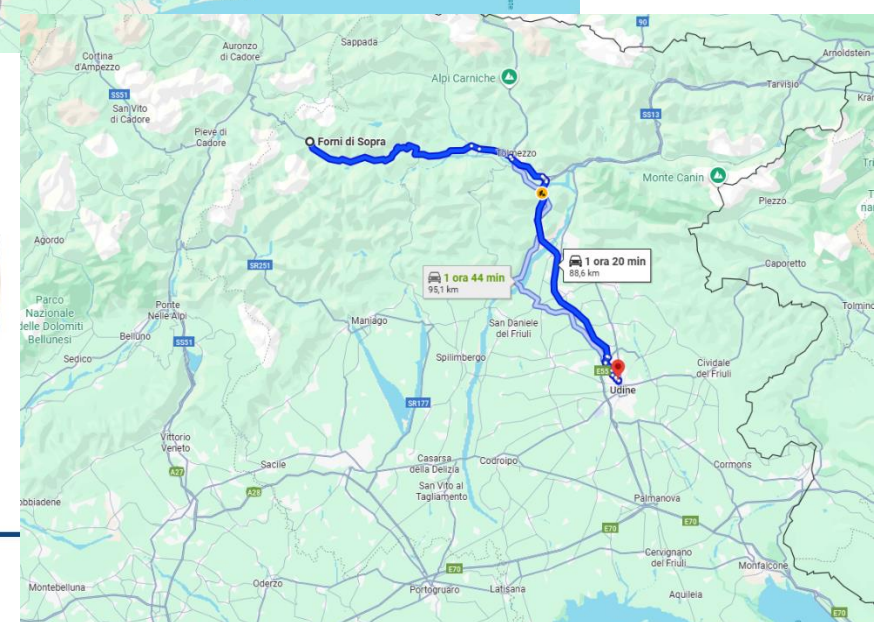 90
Cortina
d'Ampezzo
Auronzo
di Cadore
Sappada
Arnoldstein
Alpi Carniche
Tarvisio
SS51
San Vito
di Cadore
SS13
Pieve di
Cadore
Forni di Sopra
Tolmezzo
Monte Canin
Plezzo
Agordo
SR251
1 ora 20 min
88,6 km
Caporetto
1 ora 44 min
95,1 km
Parco
Nazionale
delle Dolomiti
Bellunesi
Ponte
Nelle Alpi
Maniago
San Daniele
del Friuli
Belluno
SS51
Spilimbergo
Sedico
Cividale
del Friuli
E55
Udine
SR177
Vittorio
Veneto
A27
Sacile
Casarsa
della Delizia
Codroipo
Cormons
A28
San Vito al
Tagliamento
Palmanova
E70
E70
Cervignano
del Friuli
E70
Monfalcone
Montebelluna
Oderzo
Portogruaro
Latisana
Aquileia
E70